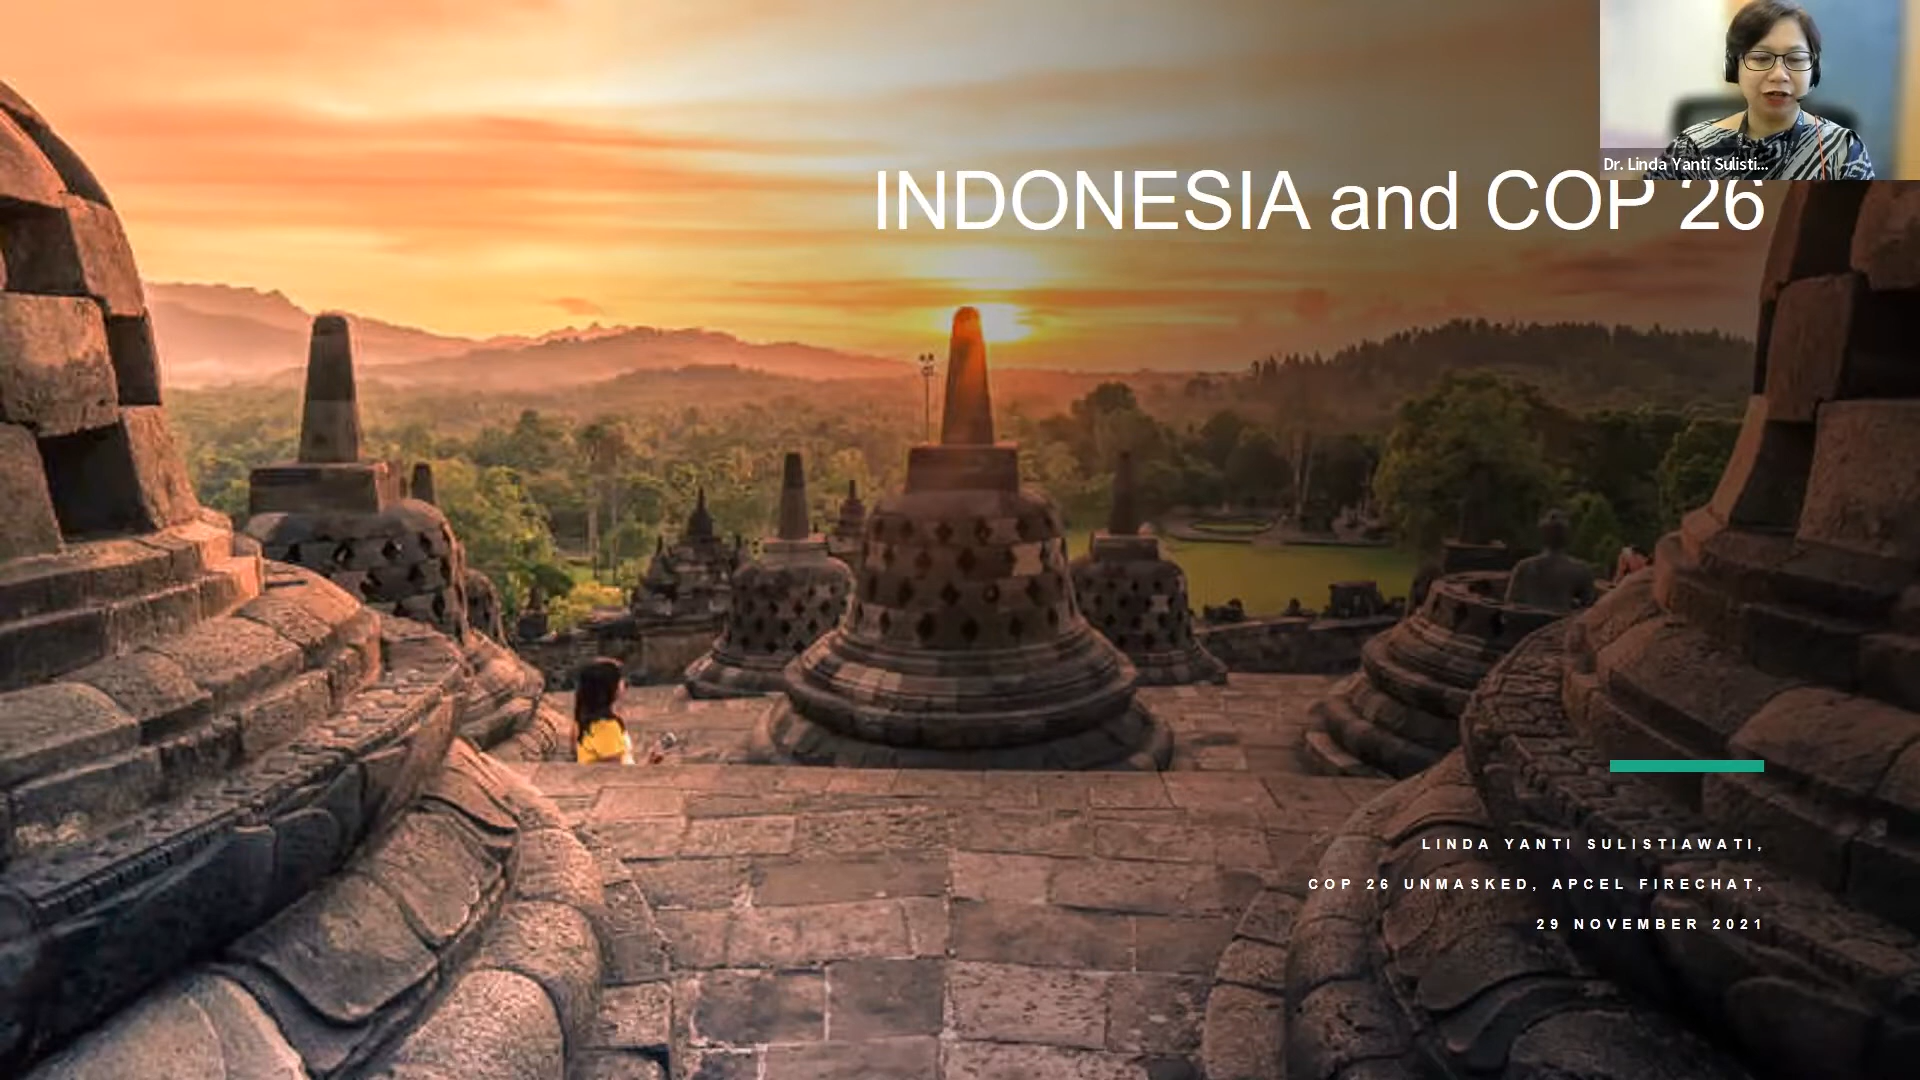 Dr. Linda Yanti Sulisti...
INDONESIA and COP 26
LINDA YANTI SULISTIAWATI,
COP 26 UNMASKED, APCEL FIRECHAT,
29 NOVEMBER 2021